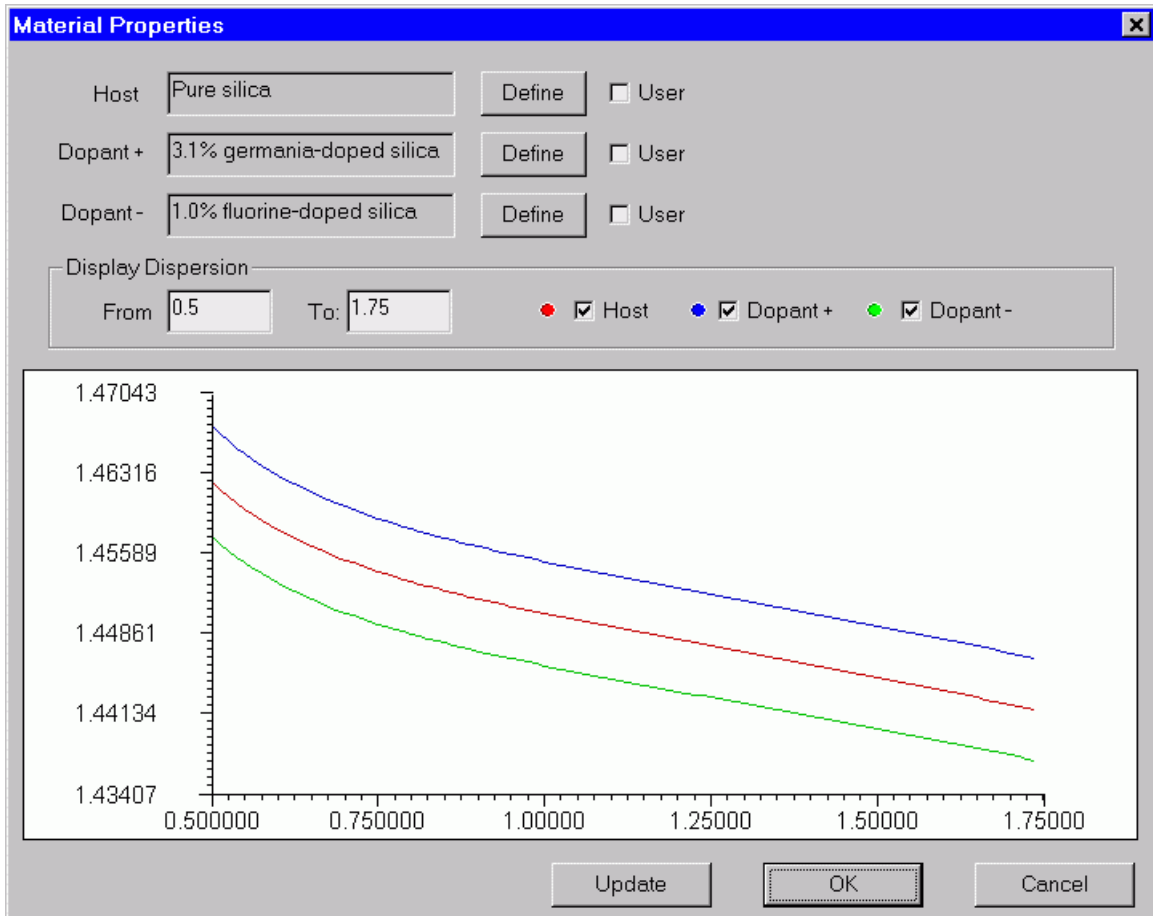 Material Properties
Host Pure silica Define User
Dopant + 3.1% germania-doped silica Define User
Dopant - 1.0% fluorine-doped silica Define User
Display Dispersion
From 0.5 To: 1.75 Host Dopant + Dopant -
1.47043
1.46316
1.45589
1.44861
1.44134
1.43407
0.500000 0.750000 1.00000 1.25000 1.50000 1.75000
Update OK Cancel